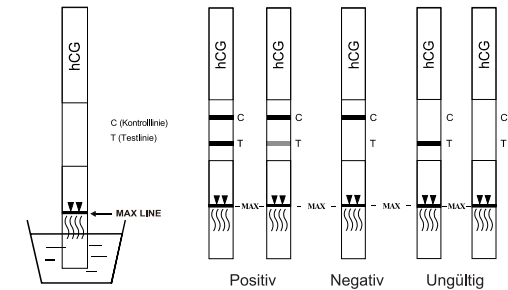 hCG
C (Kontrolllinie)
T (Testlinie)
MAX LINE
hCG
hCG
hCG
hCG
hCG
C
C
C
C
C
T
T
T
T
T
MAX
MAX
MAX
MAX
Positiv
Negativ
Ungültig